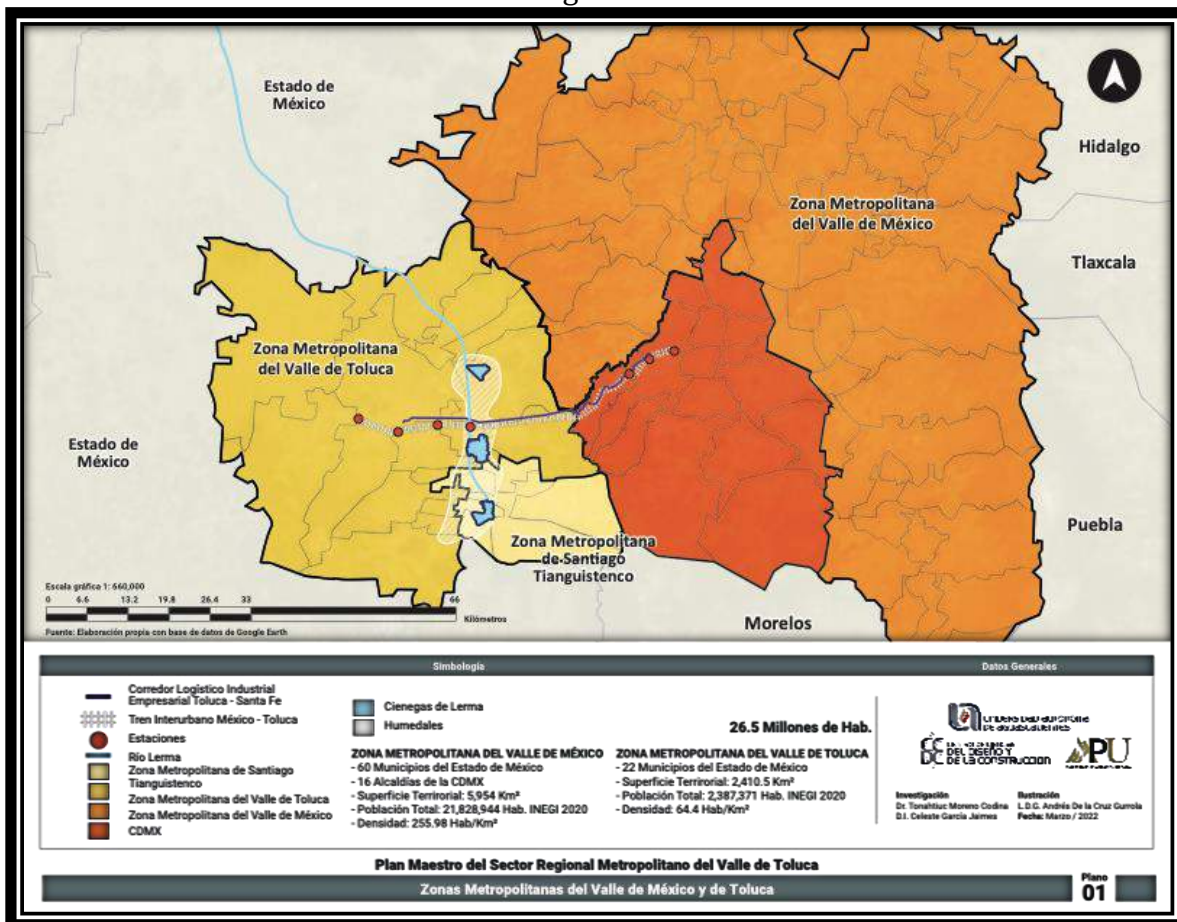 Estado de
México
Hidalgo
Zona Metropolitana
del Valle de México
Tlaxcala
Zona Metropolitana
del Valle de Toluca
Estado de
México
Puebla
Zona Metropolitana
de Santiago
Tianguistenco
Morelos
Escala gráfica 1: 660,000
0 6.6 13.2 19.8 26.4 33 66
Kilómetros
Fuente: Elaboración propia con base de datos de Google Earth
Simbología
Datos Generales
Corredor Logístico Industrial
Empresarial Toluca - Santa Fe
Tren Interurbano México - Toluca
Estaciones
Río Lerma
Zona Metropolitana de Santiago
Tianguistenco
Zona Metropolitana del Valle de Toluca
Zona Metropolitana del Valle de México
CDMX
Cienegas de Lerma
Humedales
26.5 Millones de Hab.
ZONA METROPOLITANA DEL VALLE DE MÉXICO
- 60 Municipios del Estado de México
- 16 Alcaldías de la CDMX
- Superficie Terrirorial: 5,954 Km²
- Población Total: 21,828,944 Hab. INEGI 2020
- Densidad: 255.98 Hab/Km²
ZONA METROPOLITANA DEL VALLE DE TOLUCA
- 22 Municipios del Estado de México
- Superficie Terrirorial: 2,410.5 Km²
- Población Total: 2,387,371 Hab. INEGI 2020
- Densidad: 64.4 Hab/Km²
DEL DISEÑO Y
DE LA CONSTRUCCION
Investigación
Dr. Tonahtiuc Moreno Codina
D.I. Celeste García Jaimes
Ilustración
L.D.G. Andrés De la Cruz Gurrola
Fecha: Marzo / 2022
Plan Maestro del Sector Regional Metropolitano del Valle de Toluca
Zonas Metropolitanas del Valle de México y de Toluca
Plano
01